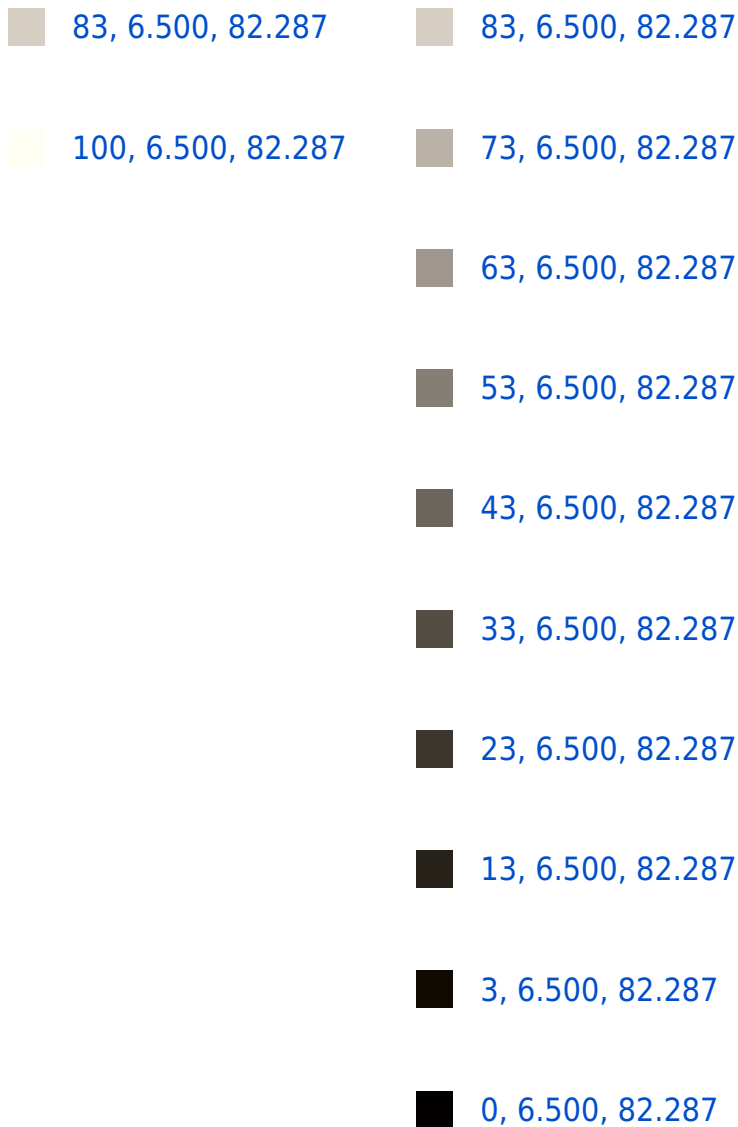 83, 6.500, 82.287
83, 6.500, 82.287
100, 6.500, 82.287
73, 6.500, 82.287
63, 6.500, 82.287
53, 6.500, 82.287
43, 6.500, 82.287
33, 6.500, 82.287
23, 6.500, 82.287
13, 6.500, 82.287
3, 6.500, 82.287
0, 6.500, 82.287